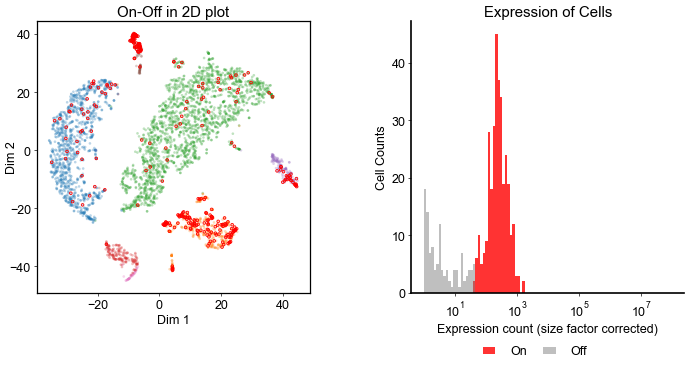 On-Off in 2D plot
40
20
0
−20
−40
Dim 2
−20 0 20 40
Dim 1
Expression of Cells
40
30
20
10
0
Cell Counts
10^1 10^3 10^5 10^7
Expression count (size factor corrected)
On Off